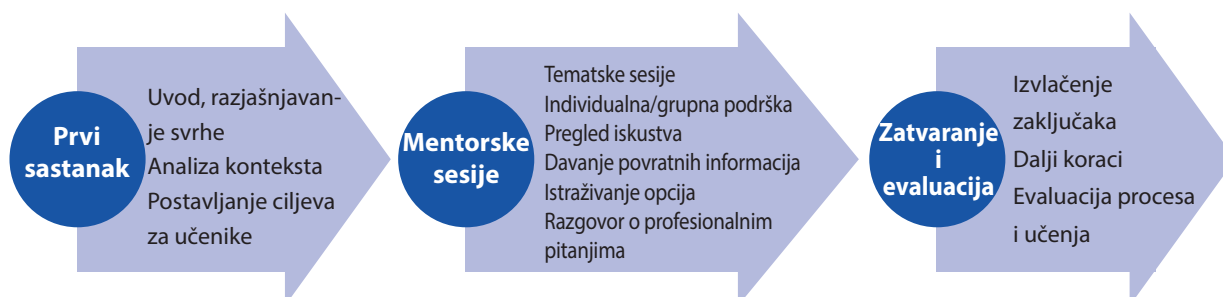 Prvi
sastanak
Uvod, razjašnjavan-
je svrhe
Analiza konteksta
Postavljanje ciljeva
za učenike
Mentorske
sesije
Tematske sesije
Individualna/grupna podrška
Pregled iskustva
Davanje povratnih informacija
Istraživanje opcija
Razgovor o profesionalnim
pitanjima
Zatvaranje
i
evaluacija
Izvlačenje
zaključaka
Dalji koraci
Evaluacija procesa
i učenja